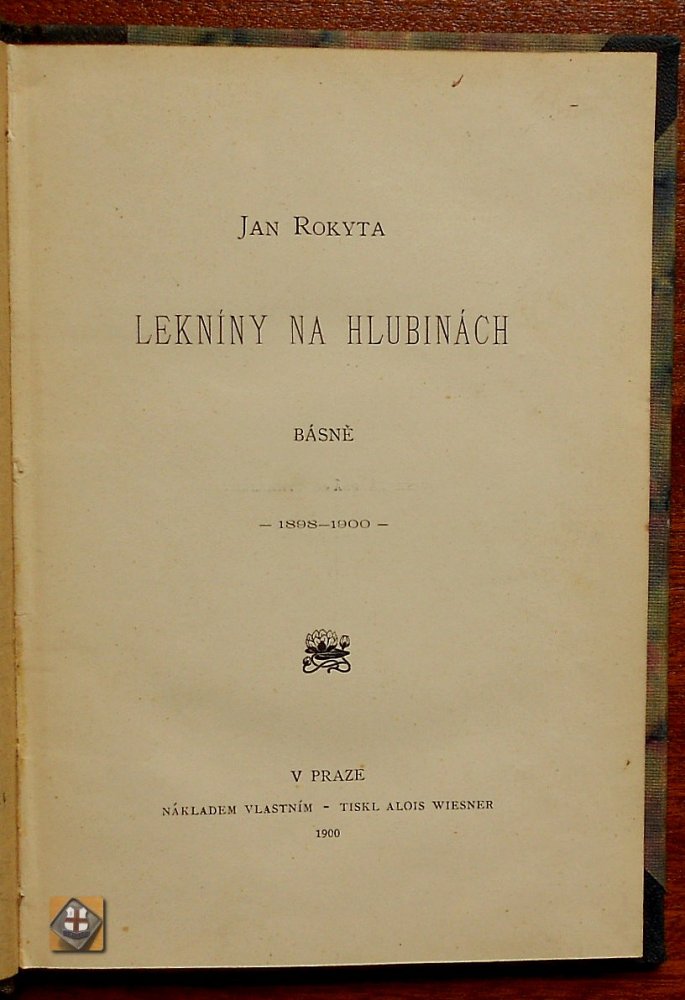 Jan Rokyta
LEKNÍNY NA HLUBINÁCH
BÁSNĚ
— 1898—1900 —
V PRAZE
NÁKLADEM VLASTNÍM - TISKL ALOIS WIESNER
1900